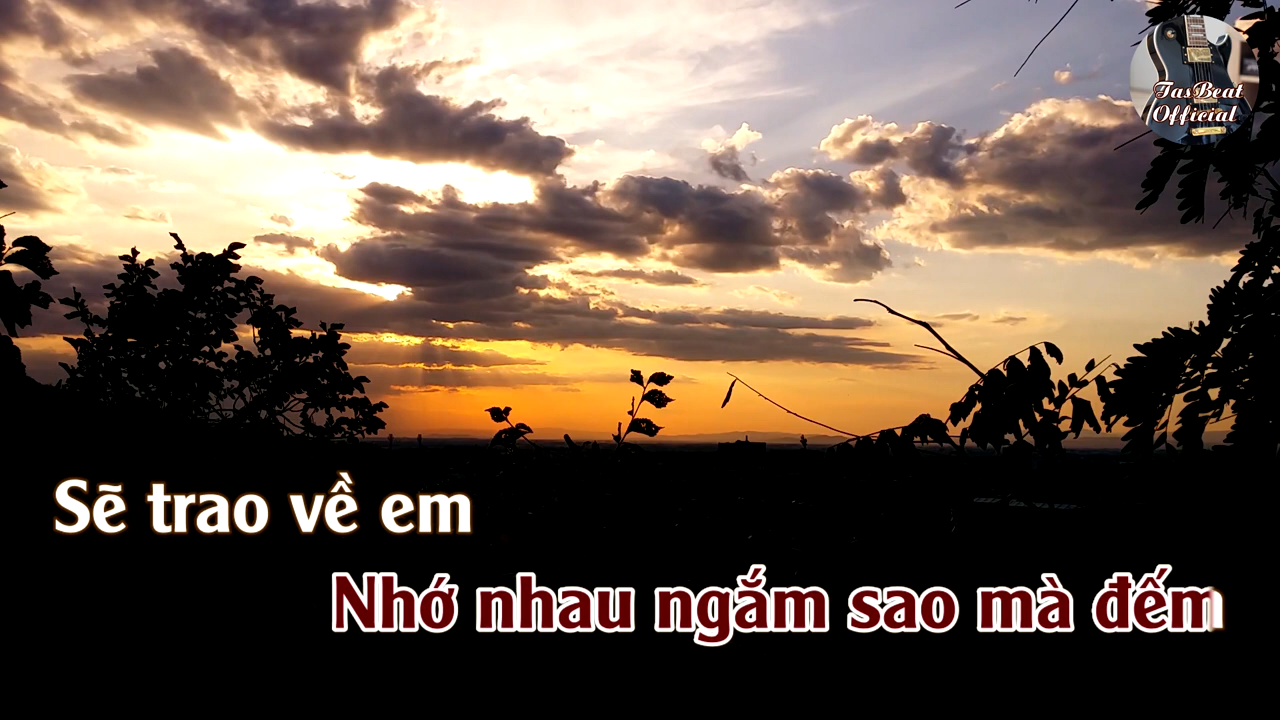 TasBeat
Official
Sẽ trao về em
Nhớ nhau ngắm sao mà đếm